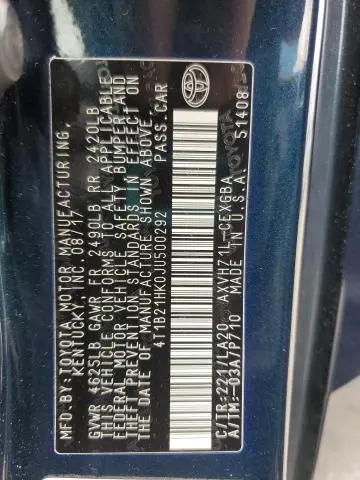 MFD.BY:TOYOTA MOTOR MANUFACTURING,
KENTUCKY, INC. 08/17
GVWR 4625LB GAWR FR 2490LB RR 2420LB
THIS VEHICLE CONFORMS TO ALL APPLICABLE
FEDERAL MOTOR VEHICLE SAFETY, BUMPER, AND
THEFT PREVENTION STANDARDS IN EFFECT ON
THE DATE OF MANUFACTURE SHOWN ABOVE.
4T1B21HK0JU500292 PASS.CAR
C/TR:221/LA20 AXVH71L-CEXGBA
A/TM:-03A/P710 MADE IN U.S.A. 51408
TOYOTA